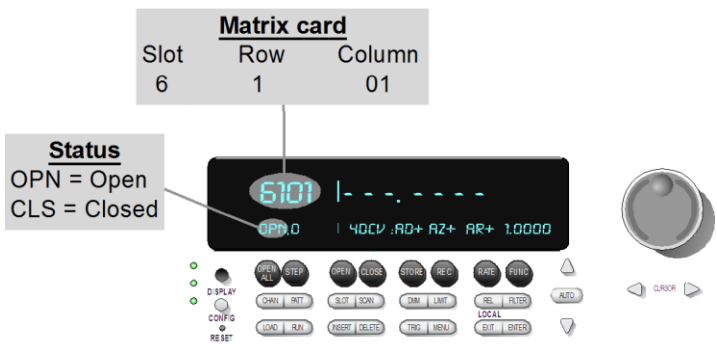 Matrix card
Slot Row Column
6 1 01
Status
OPN = Open
CLS = Closed
6101 |---.----
OPN,0 | 4DCV :AD+ AZ+ AR+ 1.0000
OPEN ALL STEP OPEN CLOSE STORE REC RATE FUNC
DISPLAY
CHAN PATT SLOT SCAN DMM LIMIT REL FILTER AUTO CURSOR
CONFIG LOCAL
LOAD RUN INSERT DELETE TRIG MENU EXIT ENTER
RESET